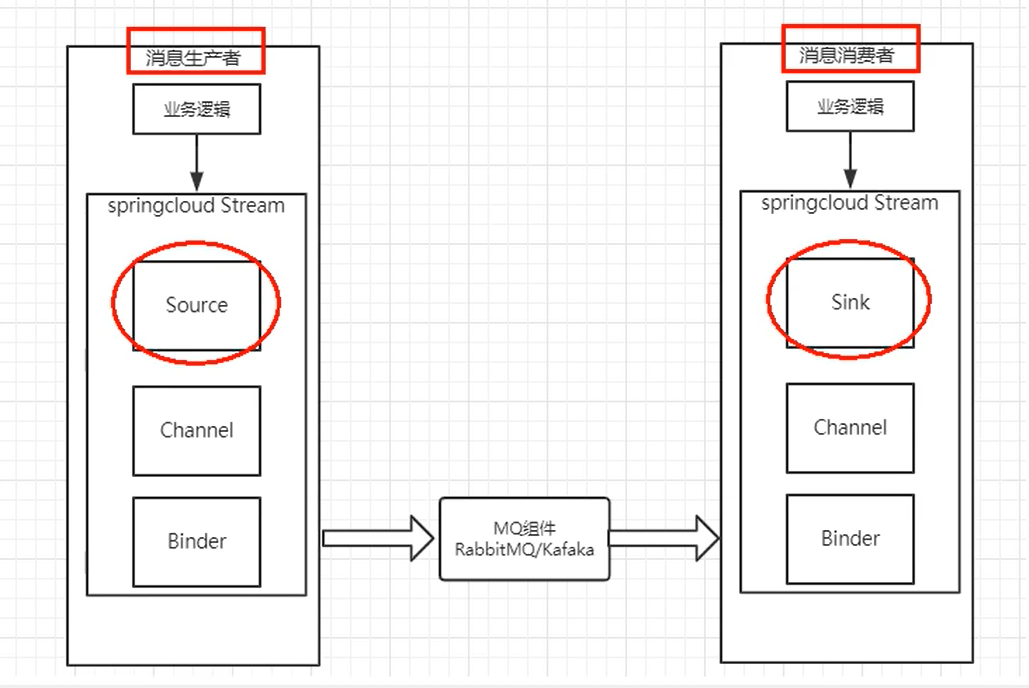 消息生产者
业务逻辑
springcloud Stream
Source
Channel
Binder
MQ组件
RabbitMQ/Kafaka
消息消费者
业务逻辑
springcloud Stream
Sink
Channel
Binder